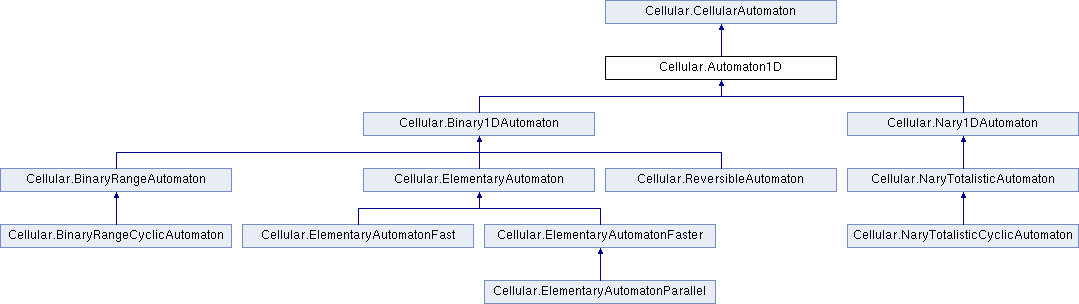 Cellular.CellularAutomaton
Cellular.Automaton1D
Cellular.Binary1DAutomaton
Cellular.Nary1DAutomaton
Cellular.BinaryRangeAutomaton
Cellular.ElementaryAutomaton
Cellular.ReversibleAutomaton
Cellular.NaryTotalisticAutomaton
Cellular.BinaryRangeCyclicAutomaton
Cellular.ElementaryAutomatonFast
Cellular.ElementaryAutomatonFaster
Cellular.NaryTotalisticCyclicAutomaton
Cellular.ElementaryAutomatonParallel